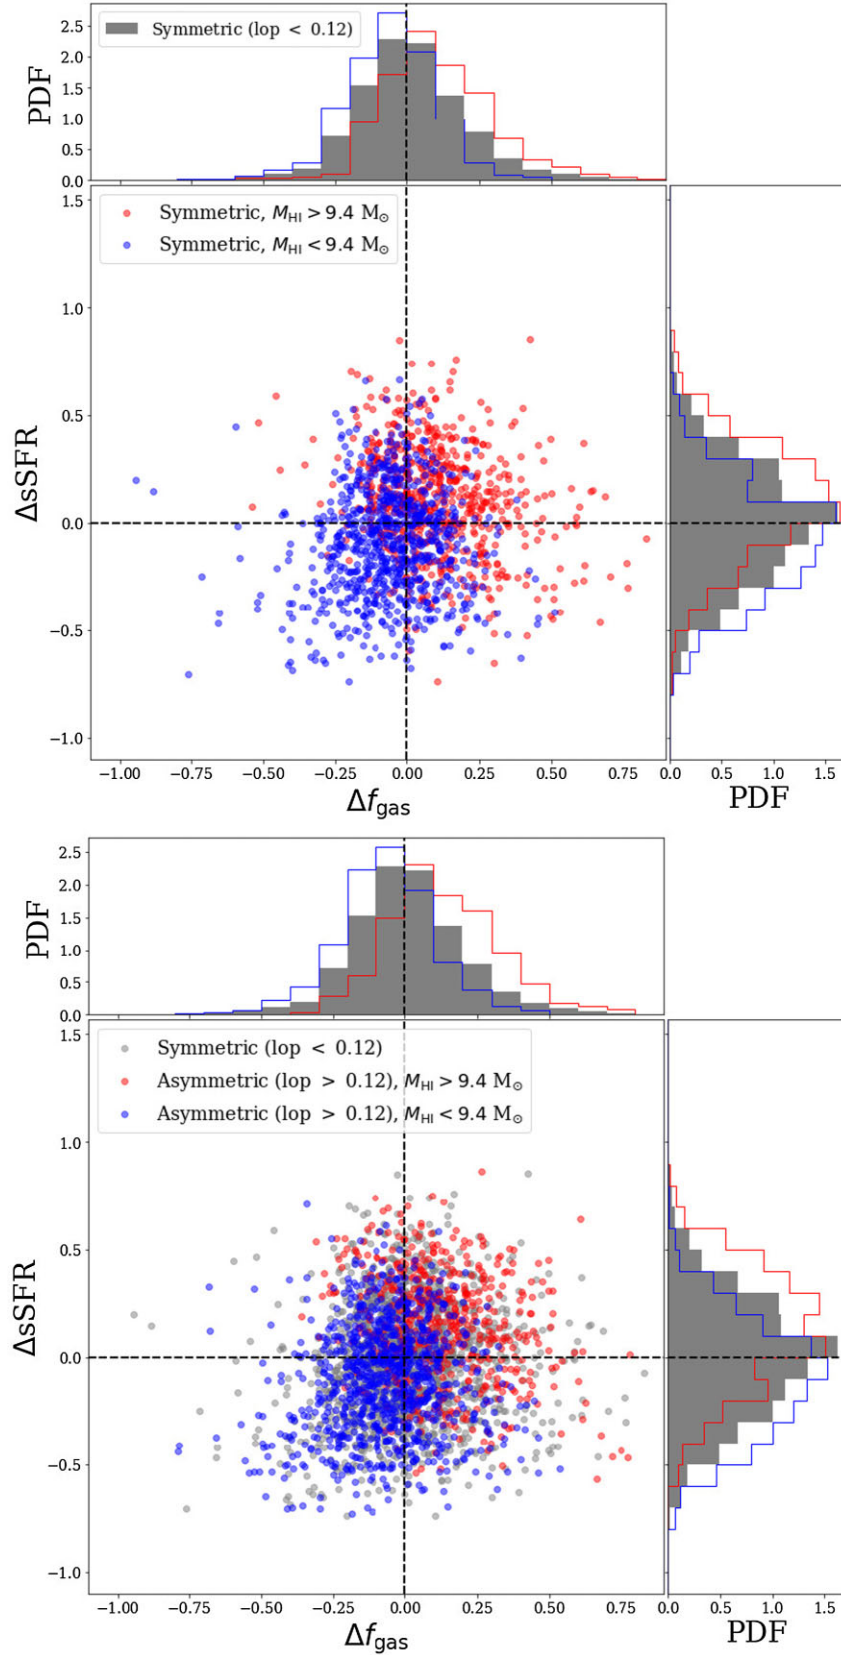 2.5
2.0
1.5
1.0
0.5
0.0
PDF
Symmetric (lop < 0.12)
1.5
1.0
0.5
0.0
−0.5
−1.0
ΔsSFR
Symmetric, M_HI > 9.4 M_⊙
Symmetric, M_HI < 9.4 M_⊙
−1.00 −0.75 −0.50 −0.25 0.00 0.25 0.50 0.75
Δf_gas
0.0 0.5 1.0 1.5
PDF
2.5
2.0
1.5
1.0
0.5
0.0
PDF
1.5
1.0
0.5
0.0
−0.5
−1.0
ΔsSFR
Symmetric (lop < 0.12)
Asymmetric (lop > 0.12), M_HI > 9.4 M_⊙
Asymmetric (lop > 0.12), M_HI < 9.4 M_⊙
−1.00 −0.75 −0.50 −0.25 0.00 0.25 0.50 0.75
Δf_gas
0.0 0.5 1.0 1.5
PDF